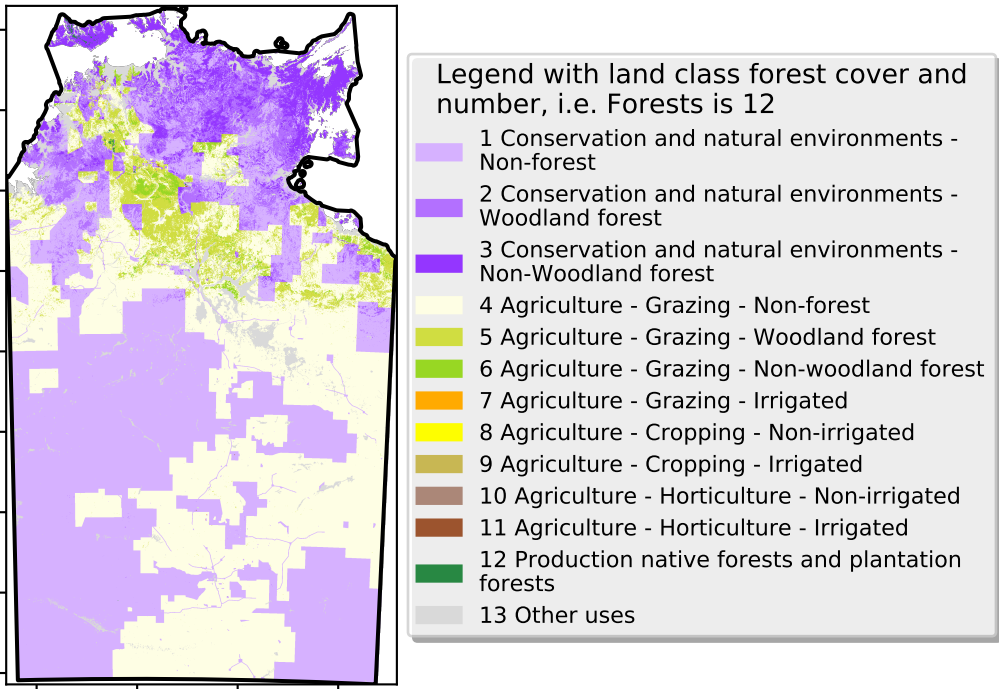 Legend with land class forest cover and
number, i.e. Forests is 12
1 Conservation and natural environments -
Non-forest
2 Conservation and natural environments -
Woodland forest
3 Conservation and natural environments -
Non-Woodland forest
4 Agriculture - Grazing - Non-forest
5 Agriculture - Grazing - Woodland forest
6 Agriculture - Grazing - Non-woodland forest
7 Agriculture - Grazing - Irrigated
8 Agriculture - Cropping - Non-irrigated
9 Agriculture - Cropping - Irrigated
10 Agriculture - Horticulture - Non-irrigated
11 Agriculture - Horticulture - Irrigated
12 Production native forests and plantation
forests
13 Other uses